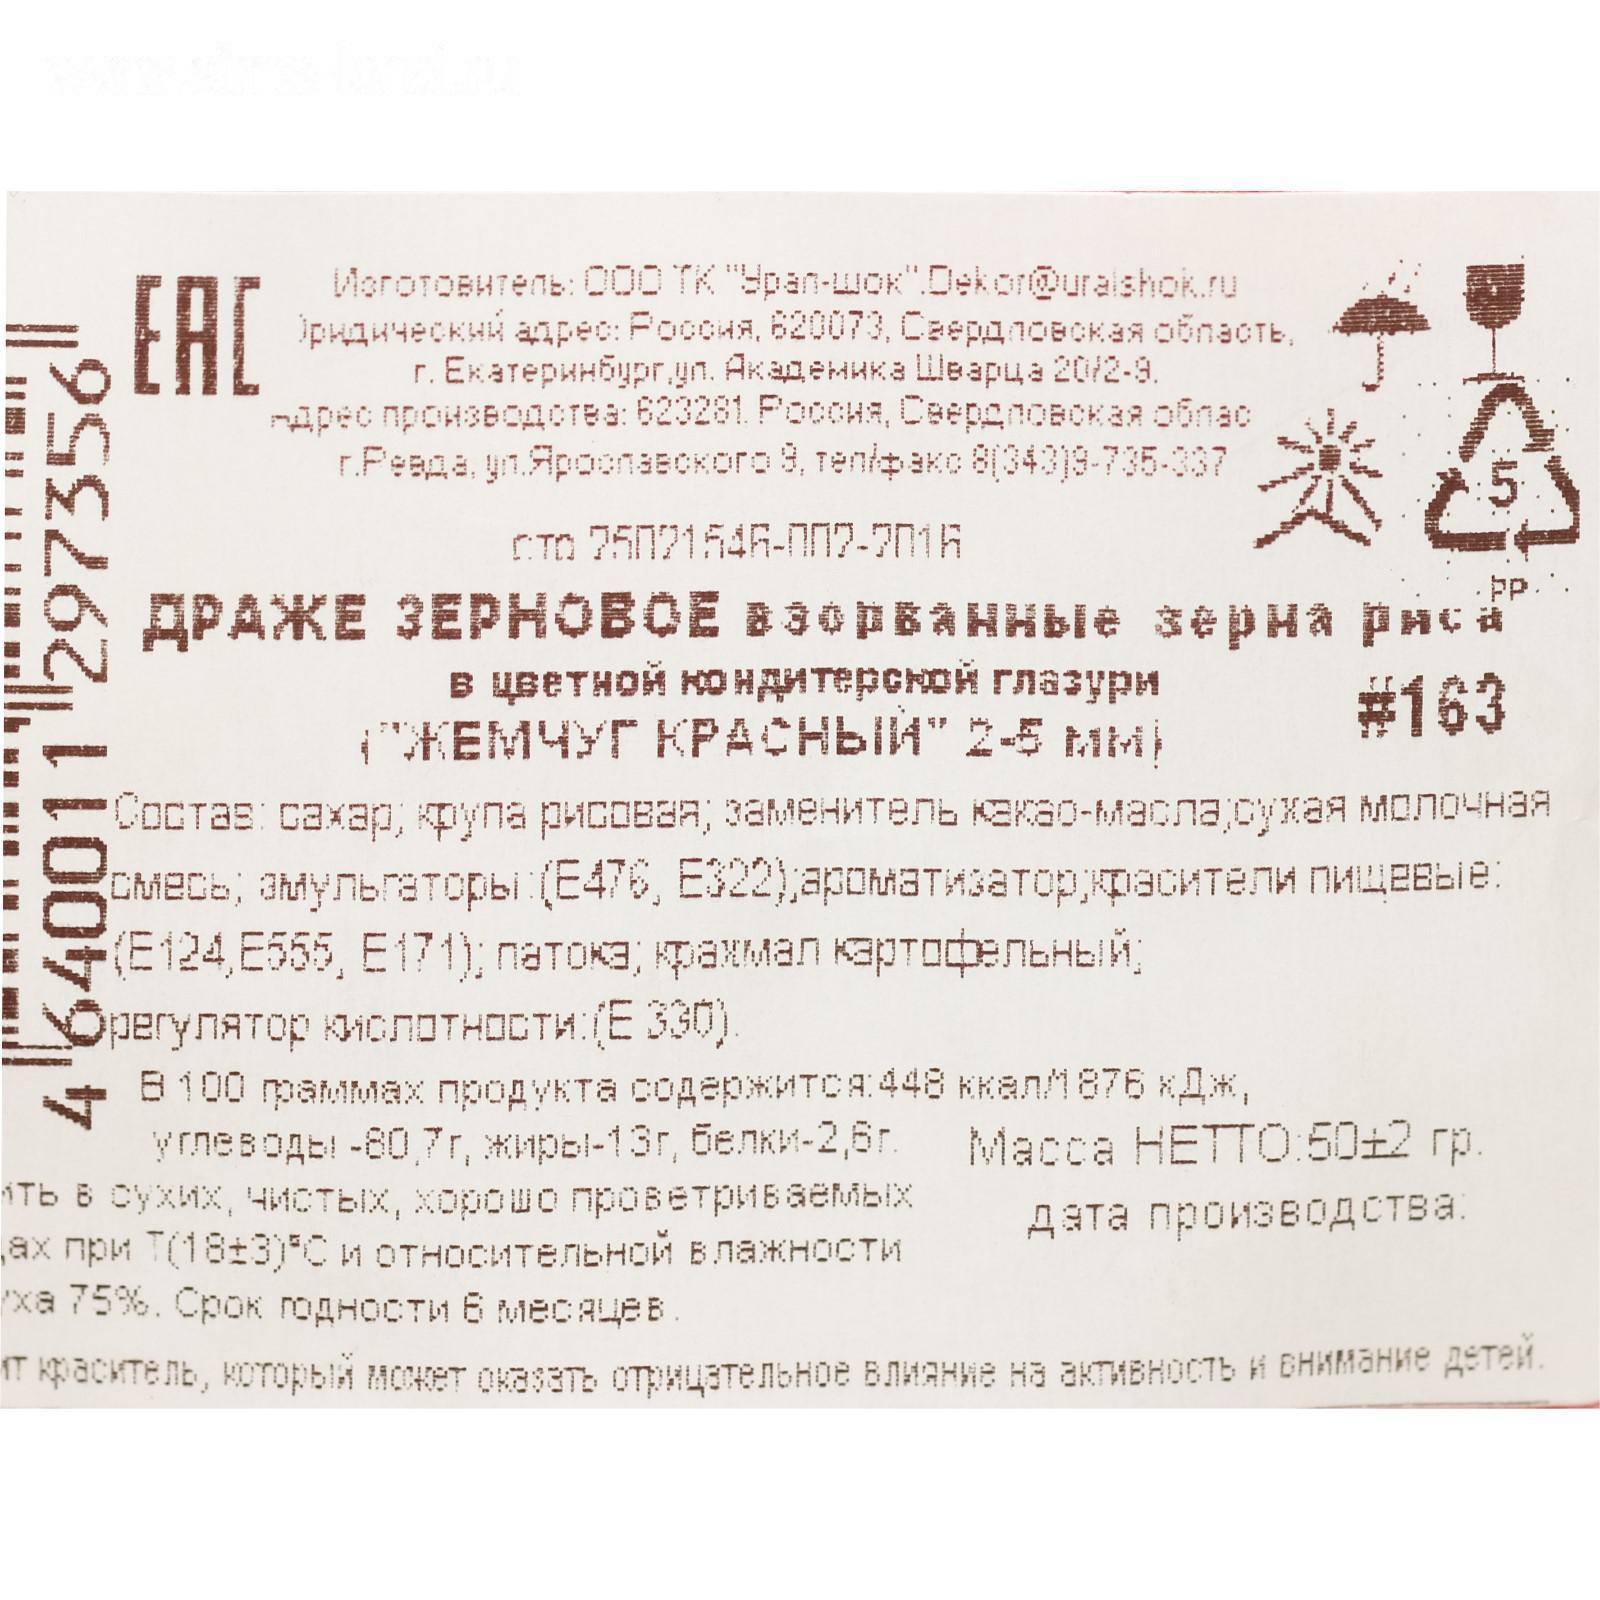 EAC
Изготовитель: ООО ТК "Урал-шок".Dekor@uralshok.ru
адрес: Россия, 620073, Свердловская область,
г. Екатеринбург,ул. Академика Шварца 20/2-9.
Адрес производства: 623281, Россия, Свердловская облас
г.Ревда, ул.Ярославского 9, тел/факс 8(343)9-735-337
сто 25021546-002-2016
5
PP
ДРАЖЕ ЗЕРНОВОЕ взорванные зерна риса
в цветной кондитерской глазури
("ЖЕМЧУГ КРАСНЫЙ" 2-5 мм)
#163
Состав: сахар; крупа рисовая; заменитель какао-масла;сухая молочная
смесь; эмульгаторы:(Е476, Е322);ароматизатор;красители пищевые:
(Е124,Е555, Е171); патока; крахмал картофельный;
регулятор кислотности:(Е 330).
В 100 граммах продукта содержится:448 ккал/1876 кДж,
углеводы -80,7г, жиры-13г, белки-2,6г.
Масса НЕТТО:50±2 гр.
дата производства:
ить в сухих, чистых, хорошо проветриваемых
ах при Т(18±3)°С и относительной влажности
уха 75%. Срок годности 6 месяцев.
ит краситель, который может оказать отрицательное влияние на активность и внимание детей.
4 640011 297356